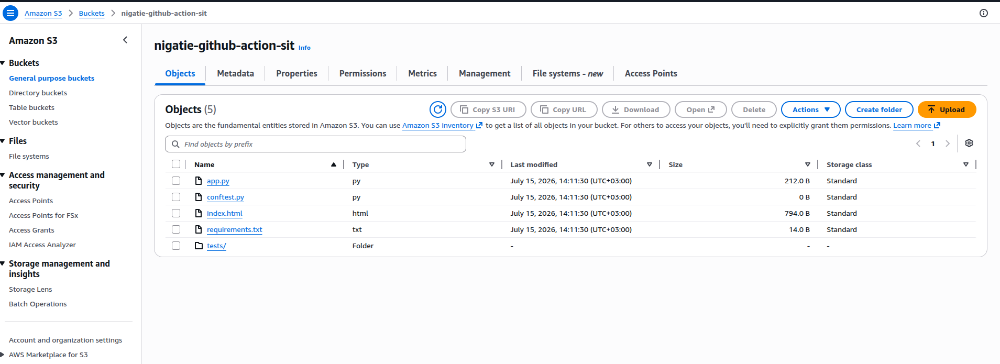 Amazon S3 > Buckets > nigatie-github-action-sit
Amazon S3
Buckets
General purpose buckets
Directory buckets
Table buckets
Vector buckets
Files
File systems
Access management and
security
Access Points
Access Points for FSx
Access Grants
IAM Access Analyzer
Storage management and
insights
Storage Lens
Batch Operations
Account and organization settings
AWS Marketplace for S3
nigatie-github-action-sit Info
Objects Metadata Properties Permissions Metrics Management File systems - new Access Points
Objects (5) Copy S3 URI Copy URL Download Open Delete Actions Create folder Upload
Objects are the fundamental entities stored in Amazon S3. You can use Amazon S3 inventory to get a list of all objects in your bucket. For others to access your objects, you'll need to explicitly grant them permissions. Learn more
Find objects by prefix 1
Name Type Last modified Size Storage class
app.py py July 15, 2026, 14:11:30 (UTC+03:00) 212.0 B Standard
conftest.py py July 15, 2026, 14:11:30 (UTC+03:00) 0 B Standard
index.html html July 15, 2026, 14:11:30 (UTC+03:00) 794.0 B Standard
requirements.txt txt July 15, 2026, 14:11:30 (UTC+03:00) 14.0 B Standard
tests/ Folder - - -